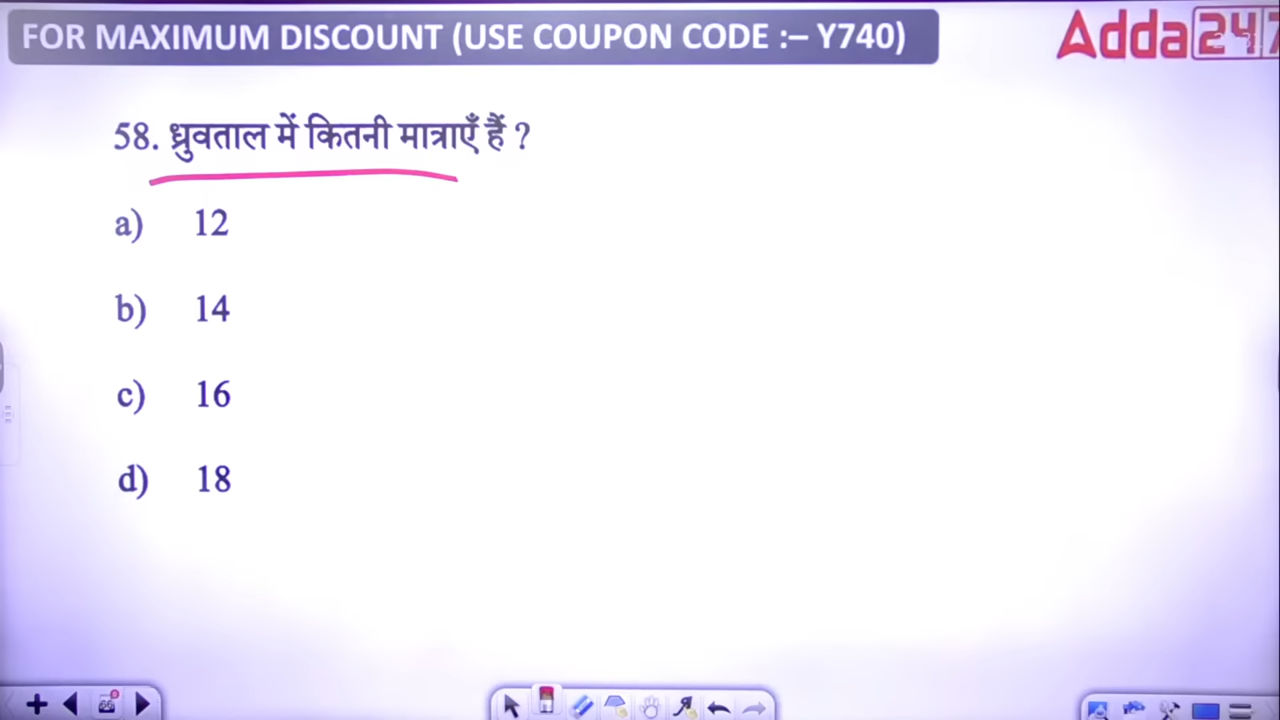 FOR MAXIMUM DISCOUNT (USE COUPON CODE :– Y740)
Adda247
58. ध्रुवताल में कितनी मात्राएँ हैं ?
a) 12
b) 14
c) 16
d) 18